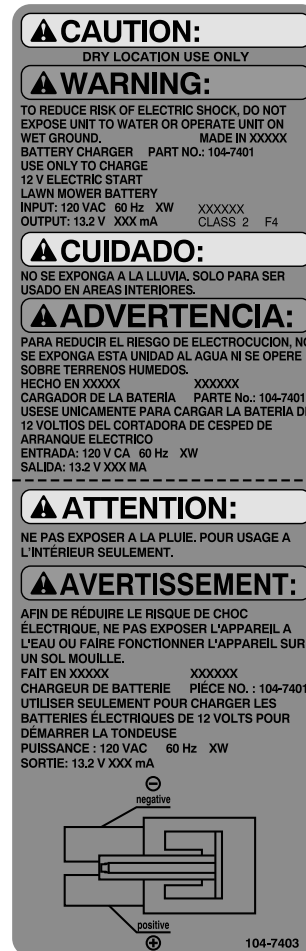 CAUTION:
DRY LOCATION USE ONLY
WARNING:
TO REDUCE RISK OF ELECTRIC SHOCK, DO NOT
EXPOSE UNIT TO WATER OR OPERATE UNIT ON
WET GROUND. MADE IN XXXXX
BATTERY CHARGER PART NO.: 104-7401
USE ONLY TO CHARGE
12 V ELECTRIC START
LAWN MOWER BATTERY
INPUT: 120 VAC 60 Hz XW XXXXXX
OUTPUT: 13.2 V XXX mA CLASS 2 F4
CUIDADO:
NO SE EXPONGA A LA LLUVIA. SOLO PARA SER
USADO EN AREAS INTERIORES.
ADVERTENCIA:
PARA REDUCIR EL RIESGO DE ELECTROCUCION, NO
SE EXPONGA ESTA UNIDAD AL AGUA NI SE OPERE
SOBRE TERRENOS HUMEDOS.
HECHO EN XXXXX XXXXXX
CARGADOR DE LA BATERIA PARTE No.: 104-7401
USESE UNICAMENTE PARA CARGAR LA BATERIA DE
12 VOLTIOS DEL CORTADORA DE CESPED DE
ARRANQUE ELECTRICO
ENTRADA: 120 V CA 60 Hz XW
SALIDA: 13.2 V XXX MA
ATTENTION:
NE PAS EXPOSER A LA PLUIE. POUR USAGE A
L'INTÉRIEUR SEULEMENT.
AVERTISSEMENT:
AFIN DE RÉDUIRE LE RISQUE DE CHOC
ÉLECTRIQUE, NE PAS EXPOSER L'APPAREIL A
L'EAU OU FAIRE FONCTIONNER L'APPAREIL SUR
UN SOL MOUILLE.
FAIT EN XXXXX XXXXXX
CHARGEUR DE BATTERIE PIÉCE NO. : 104-7401
UTILISER SEULEMENT POUR CHARGER LES
BATTERIES ÉLECTRIQUES DE 12 VOLTS POUR
DÉMARRER LA TONDEUSE
PUISSANCE : 120 VAC 60 Hz XW
SORTIE: 13.2 V XXX mA
negative
positive
104-7403